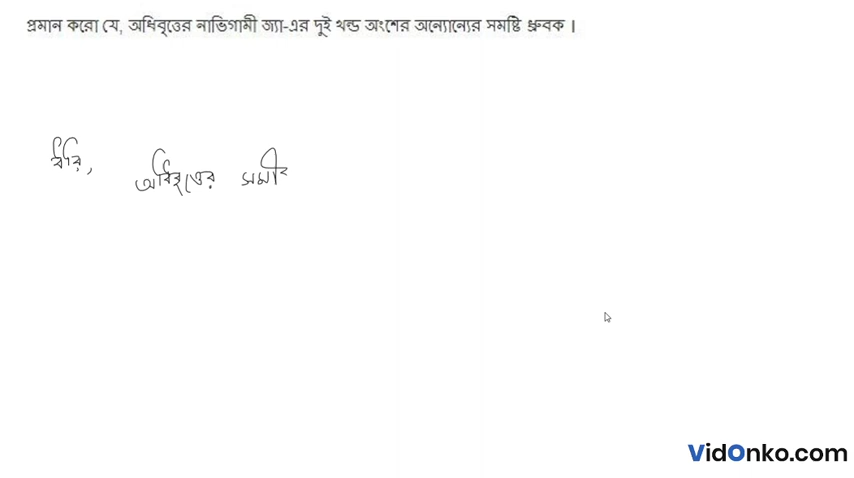 প্রমান করো যে, অধিবৃত্তের নাভিগামী জ্যা-এর দুই খন্ড অংশের অন্যোন্যের সমষ্টি ধ্রুবক ।
ধরি, অধিবৃত্তের সমী
VidOnko.com